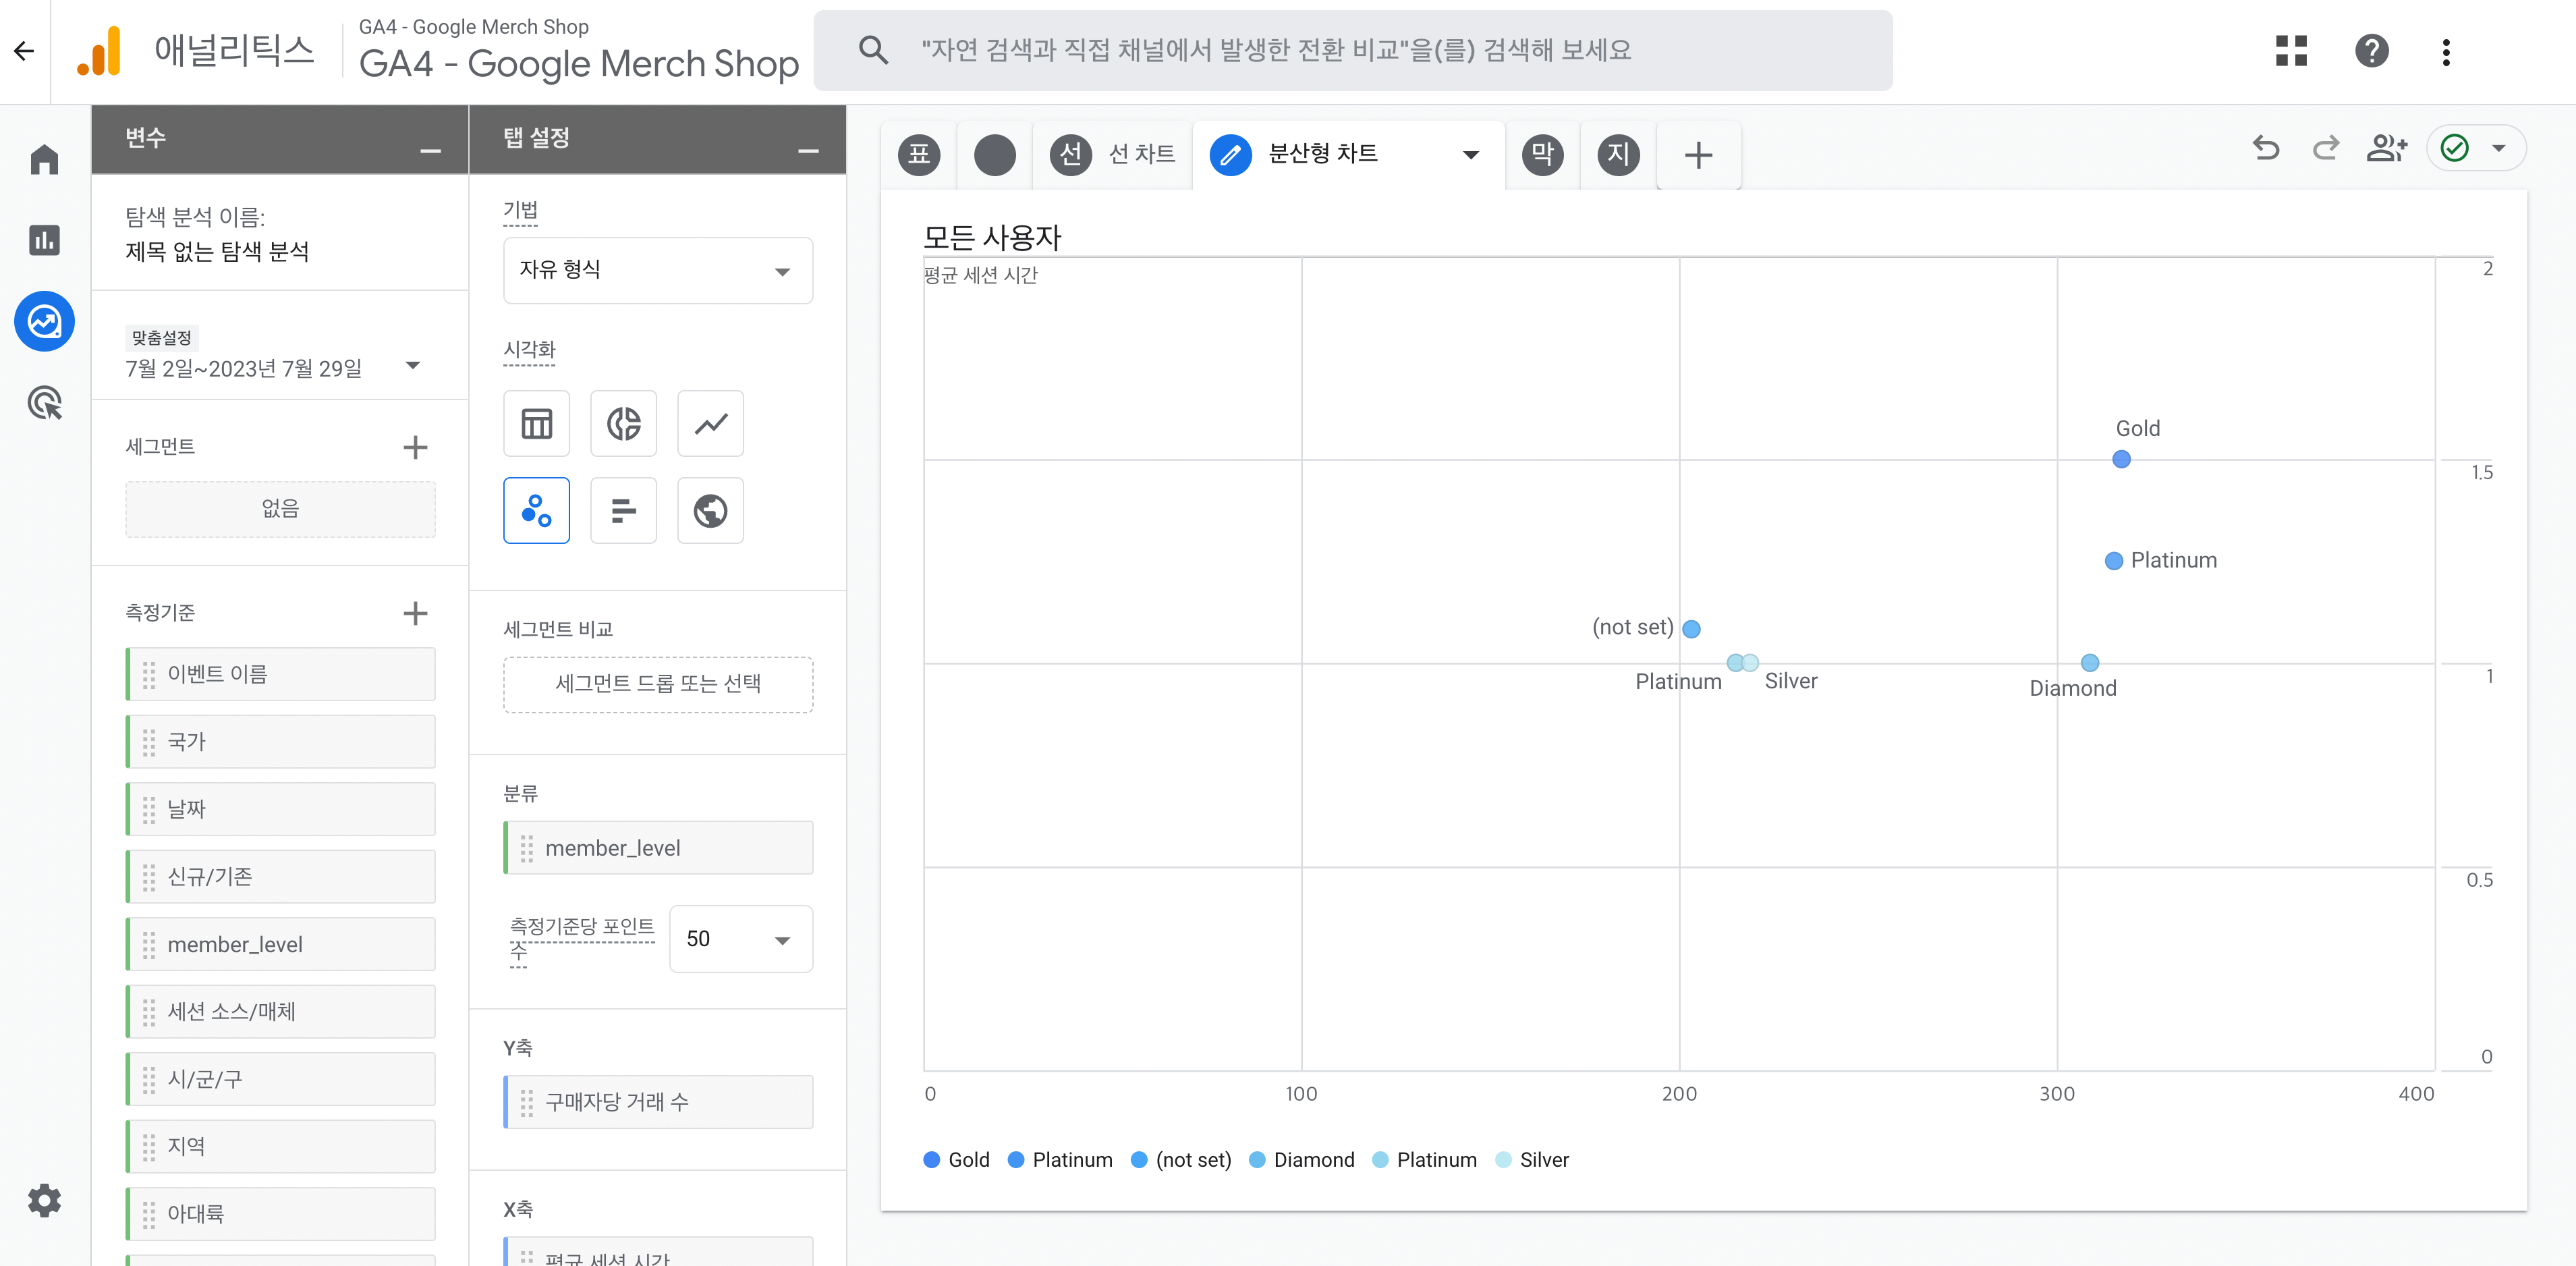 애널리틱스
GA4 - Google Merch Shop
GA4 - Google Merch Shop
"자연 검색과 직접 채널에서 발생한 전환 비교"을(를) 검색해 보세요
변수
탐색 분석 이름:
제목 없는 탐색 분석
맞춤설정
7월 2일~2023년 7월 29일
세그먼트
없음
측정기준
이벤트 이름
국가
날짜
신규/기존
member_level
세션 소스/매체
시/군/구
지역
아대륙
탭 설정
기법
자유 형식
시각화
세그먼트 비교
세그먼트 드롭 또는 선택
분류
member_level
측정기준당 포인트
수
50
Y축
구매자당 거래 수
X축
평균 세션 시간
표
선 선 차트
분산형 차트
막
지
모든 사용자
평균 세션 시간
2
Gold
1.5
Platinum
(not set)
Platinum
Silver
Diamond
1
0.5
0
0 100 200 300 400
Gold Platinum (not set) Diamond Platinum Silver